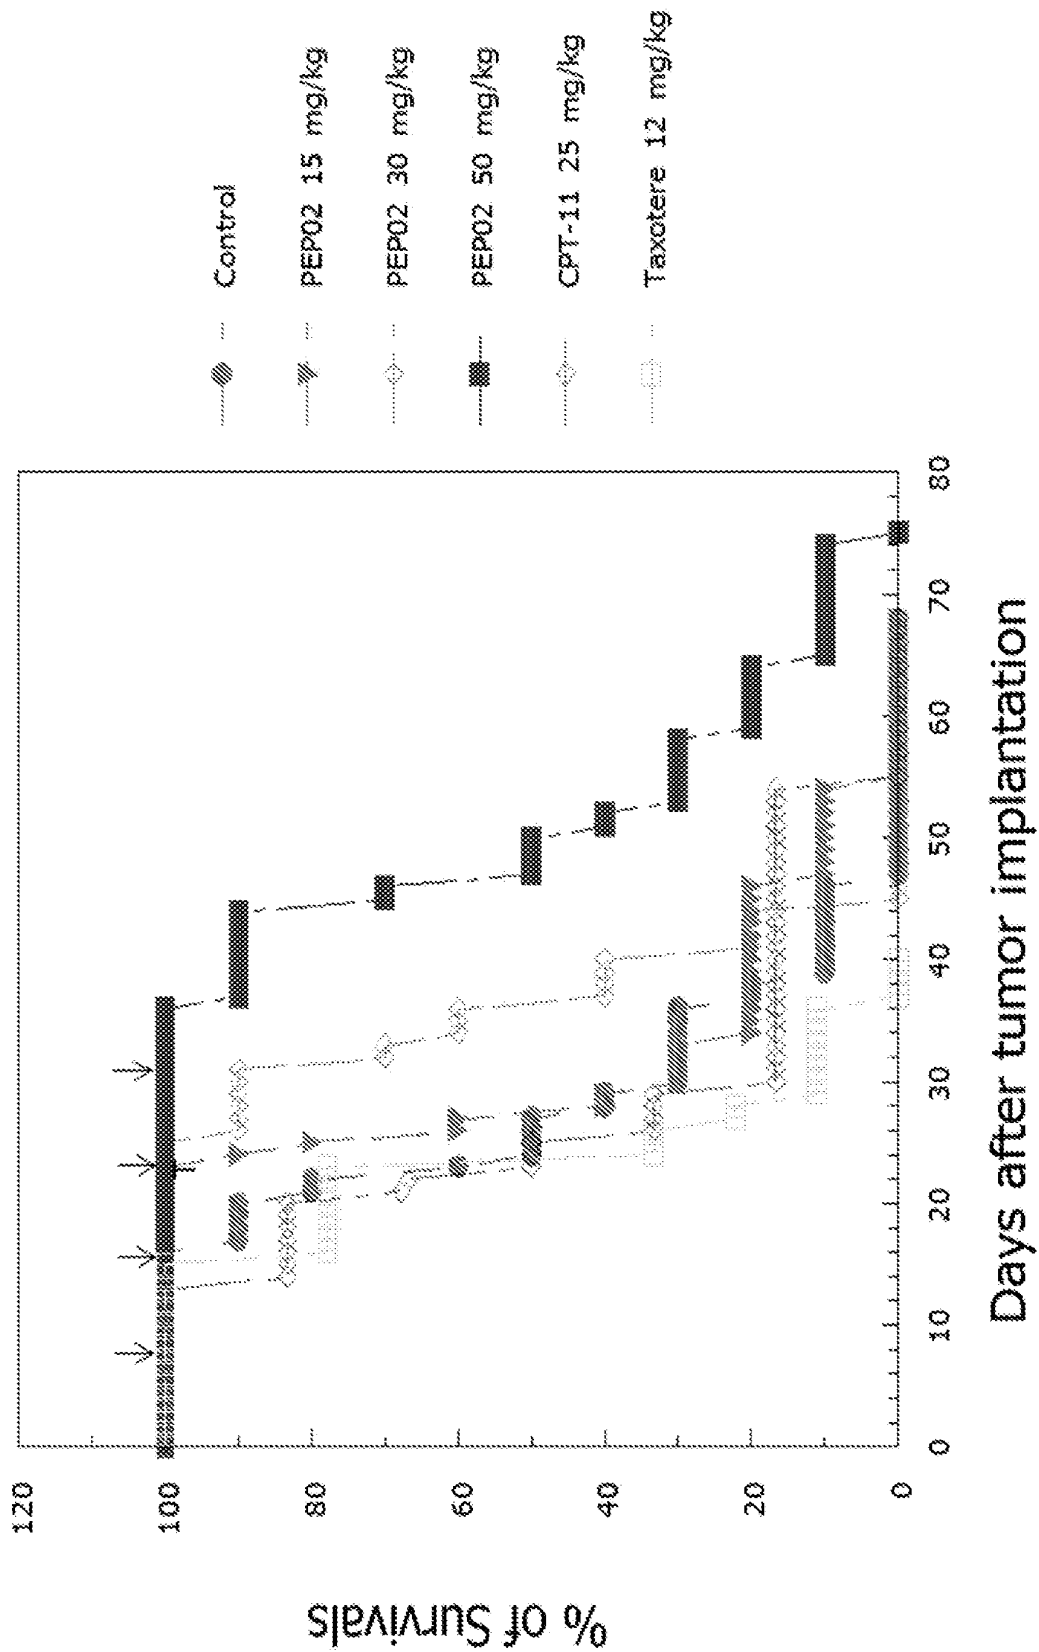 % of Survivals
120
100
80
60
40
20
0
0 10 20 30 40 50 60 70 80
Days after tumor implantation
Control
PEP02 15 mg/kg
PEP02 30 mg/kg
PEP02 50 mg/kg
CPT-11 25 mg/kg
Taxotere 12 mg/kg